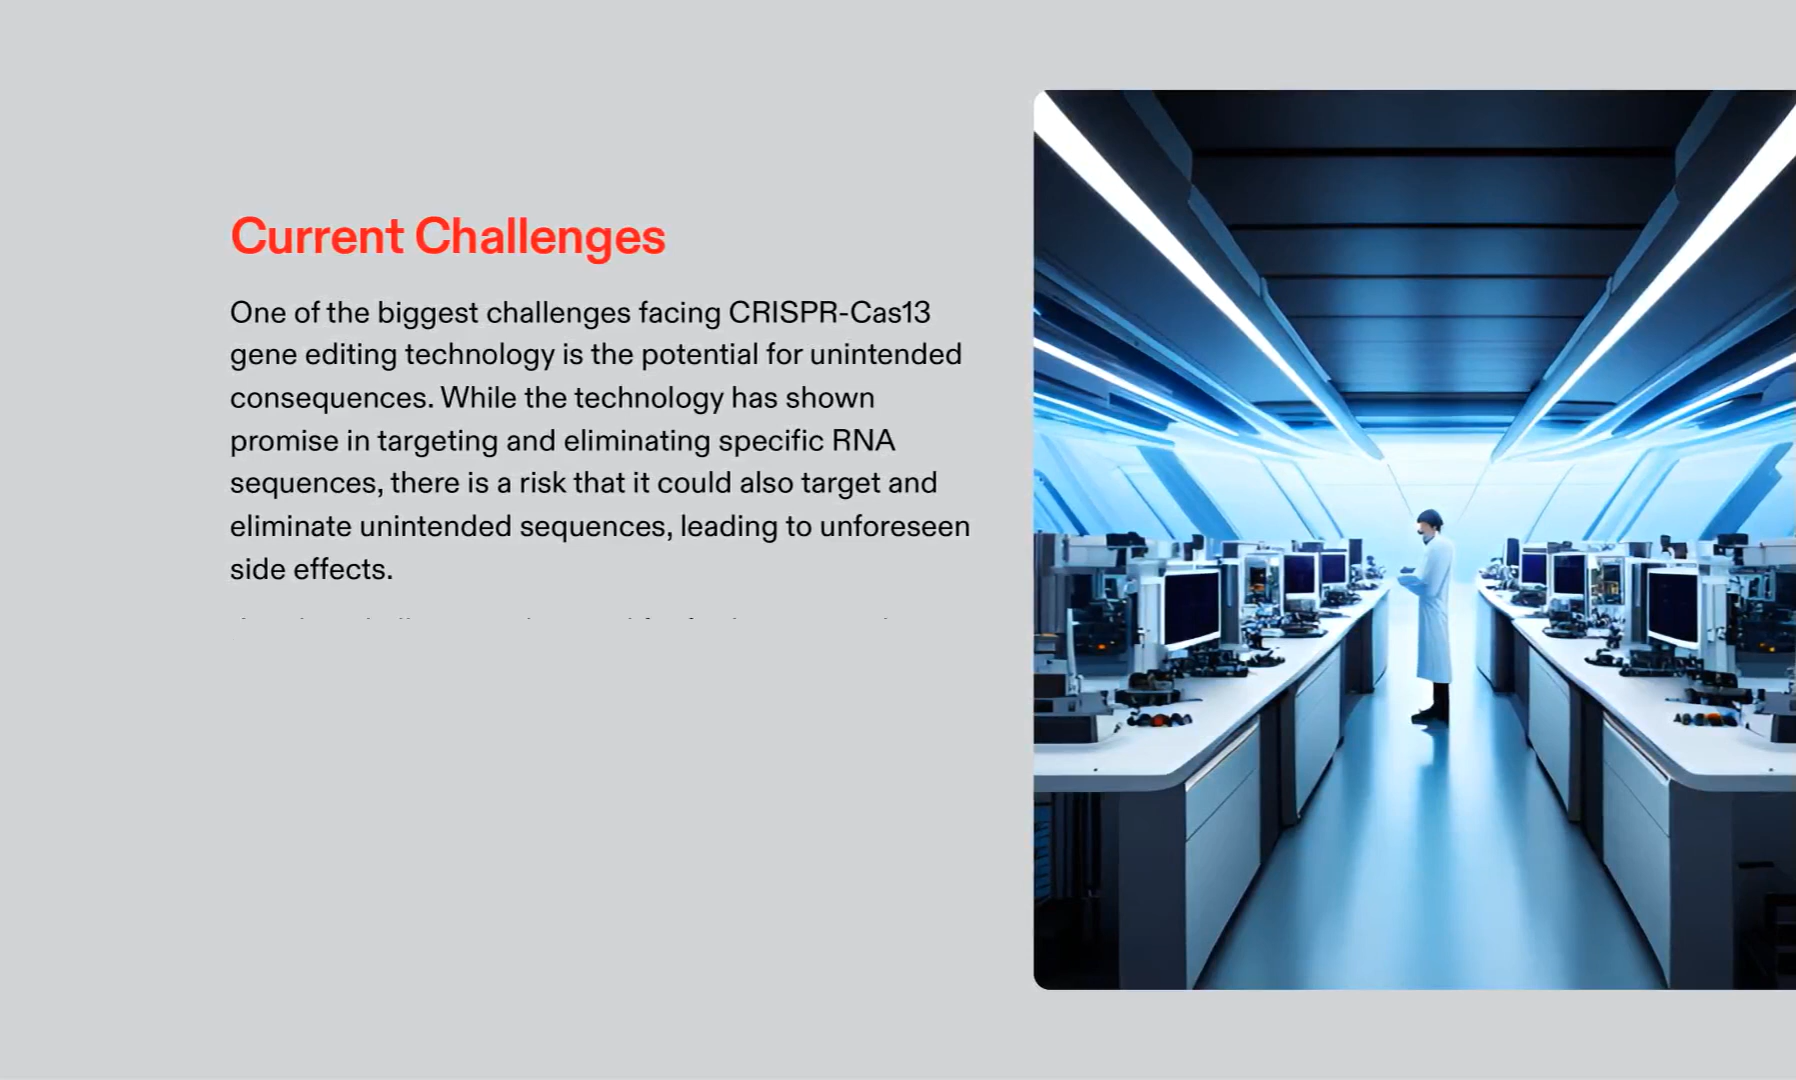 Current Challenges
One of the biggest challenges facing CRISPR-Cas13
gene editing technology is the potential for unintended
consequences. While the technology has shown
promise in targeting and eliminating specific RNA
sequences, there is a risk that it could also target and
eliminate unintended sequences, leading to unforeseen
side effects.